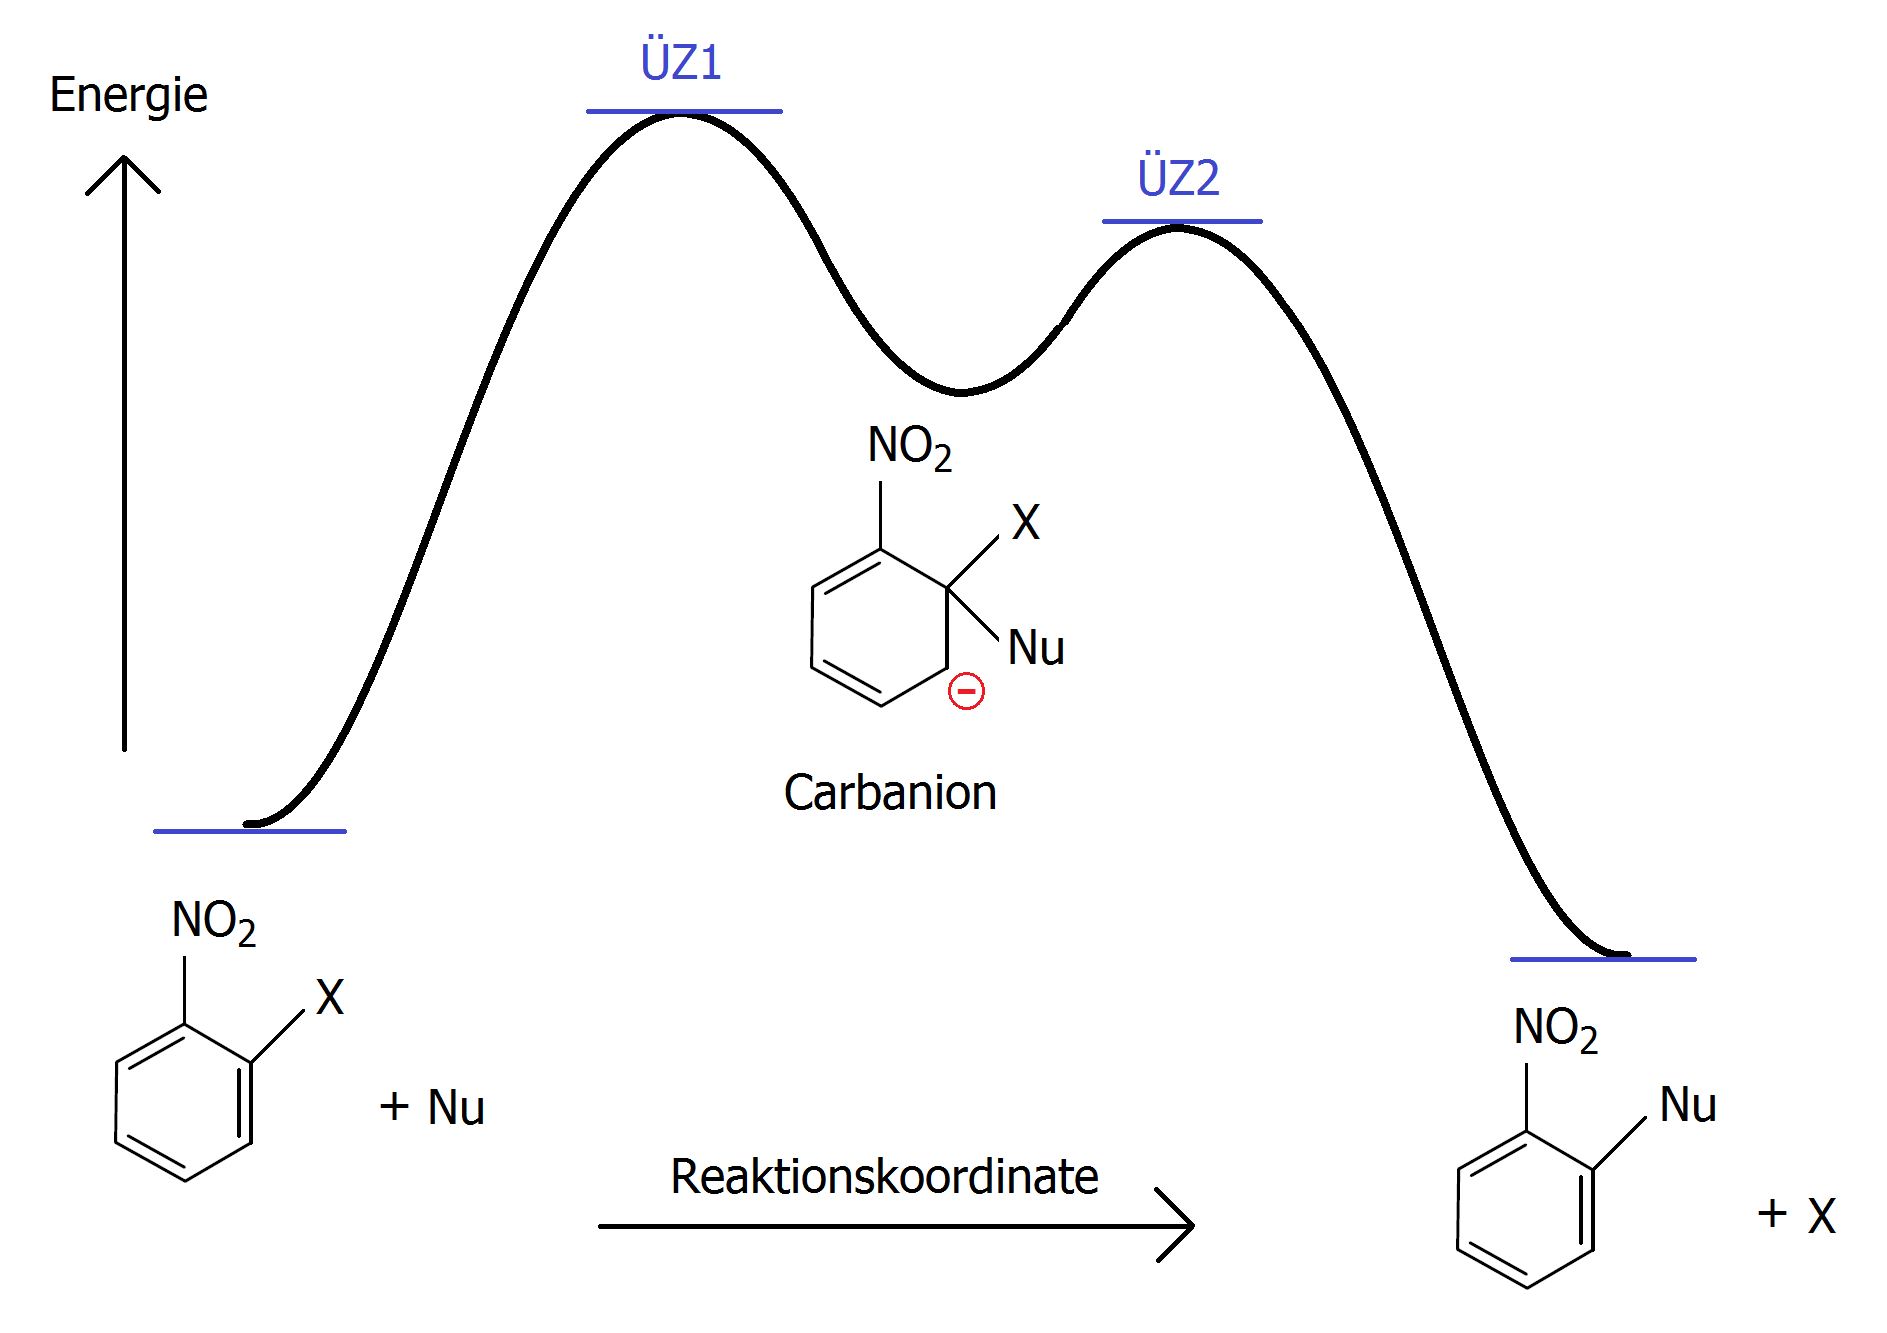 ÜZ1
Energie
ÜZ2
NO2
X
Nu
−
Carbanion
NO2
X
+ Nu
NO2
Nu
Reaktionskoordinate
+ X